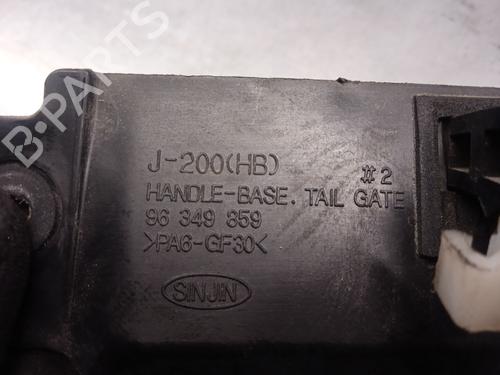 J-200(HB)
#2
HANDLE-BASE. TAIL GATE
96 349 859
>PA6-GF30<
SINJIN
B-PARTS